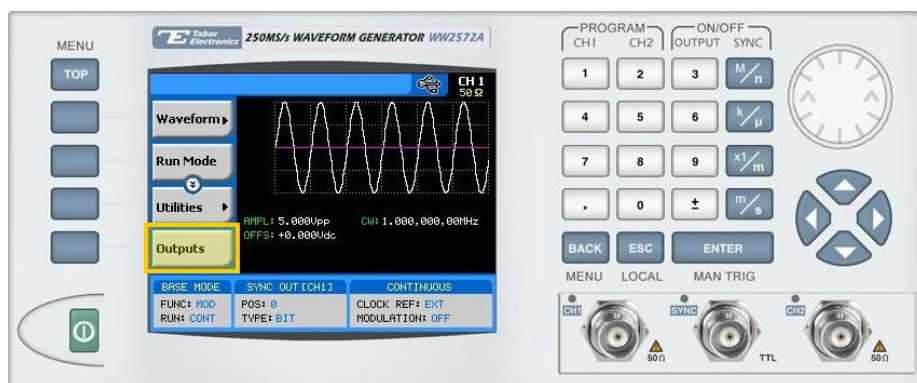 MENU
TOP
Tabor Electronics 250MS/s WAVEFORM GENERATOR WW2572A
CH 1
50 Ω
Waveform
Run Mode
Utilities
Outputs
AMPL: 5.000Vpp CW: 1.000,000,00MHz
OFFS: +0.000Vdc
BASE MODE SYNC OUT [CH1] CONTINUOUS
FUNC: MOD POS: 0 CLOCK REF: EXT
RUN: CONT TYPE: BIT MODULATION: OFF
PROGRAM ON/OFF
CH1 CH2 OUTPUT SYNC
1 2 3 M/n
4 5 6 k/µ
7 8 9 x1/m
. 0 ± m/s
BACK ESC ENTER
MENU LOCAL MAN TRIG
CH1 SYNC CH2
50Ω TTL 50Ω